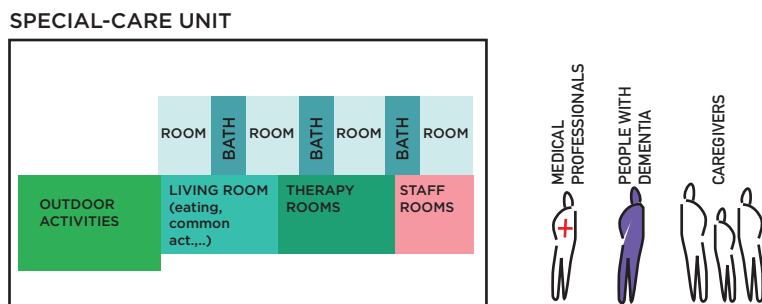 SPECIAL-CARE UNIT
ROOM
BATH
ROOM
BATH
ROOM
BATH
ROOM
OUTDOOR
ACTIVITIES
LIVING ROOM
(eating,
common
act.,..)
THERAPY
ROOMS
STAFF
ROOMS
MEDICAL
PROFESSIONALS
PEOPLE WITH
DEMENTIA
CAREGIVERS